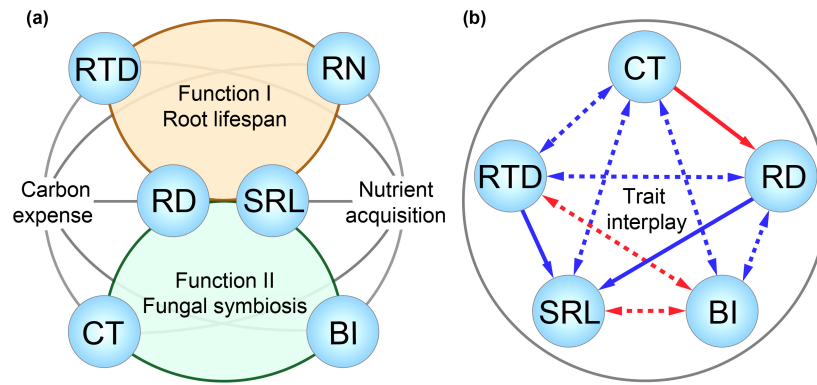 (a)
RTD
RN
Function I
Root lifespan
Carbon
expense
RD
SRL
Nutrient
acquisition
Function II
Fungal symbiosis
CT
BI
(b)
CT
RTD
Trait
interplay
RD
SRL
BI